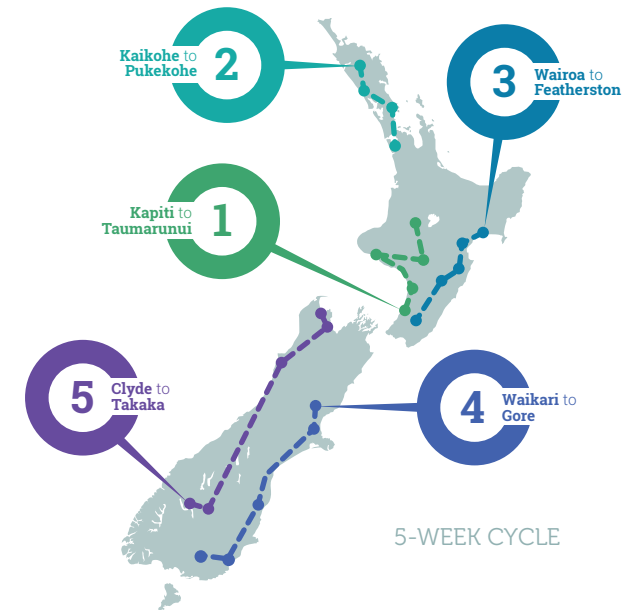 Kaikohe to
Pukekohe
2
3
Wairoa to
Featherston
Kapiti to
Taumarunui
1
5
Clyde to
Takaka
4
Waikari to
Gore
5-WEEK CYCLE